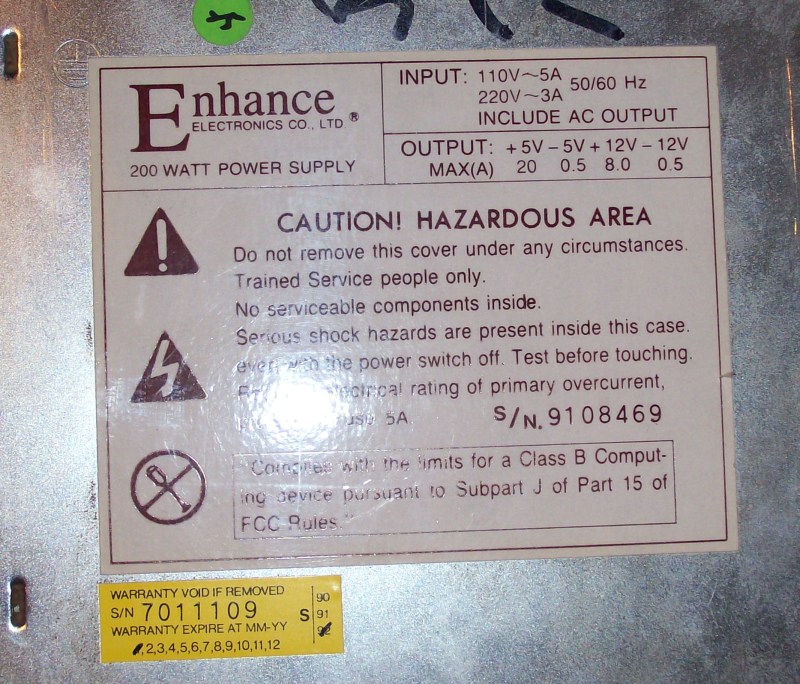 Enhance
ELECTRONICS CO., LTD.®
200 WATT POWER SUPPLY
INPUT: 110V~5A 50/60 Hz
220V~3A
INCLUDE AC OUTPUT
OUTPUT: +5V -5V +12V -12V
MAX(A) 20 0.5 8.0 0.5
CAUTION! HAZARDOUS AREA
Do not remove this cover under any circumstances.
Trained Service people only.
No serviceable components inside.
Serious shock hazards are present inside this case.
even with the power switch off. Test before touching.
electrical rating of primary overcurrent,
fuse 5A S/N. 9108469
"Complies with the limits for a Class B Comput-
ing device pursuant to Subpart J of Part 15 of
FCC Rules."
WARRANTY VOID IF REMOVED
S/N 7011109
WARRANTY EXPIRE AT MM-YY
,2,3,4,5,6,7,8,9,10,11,12
S
90
91